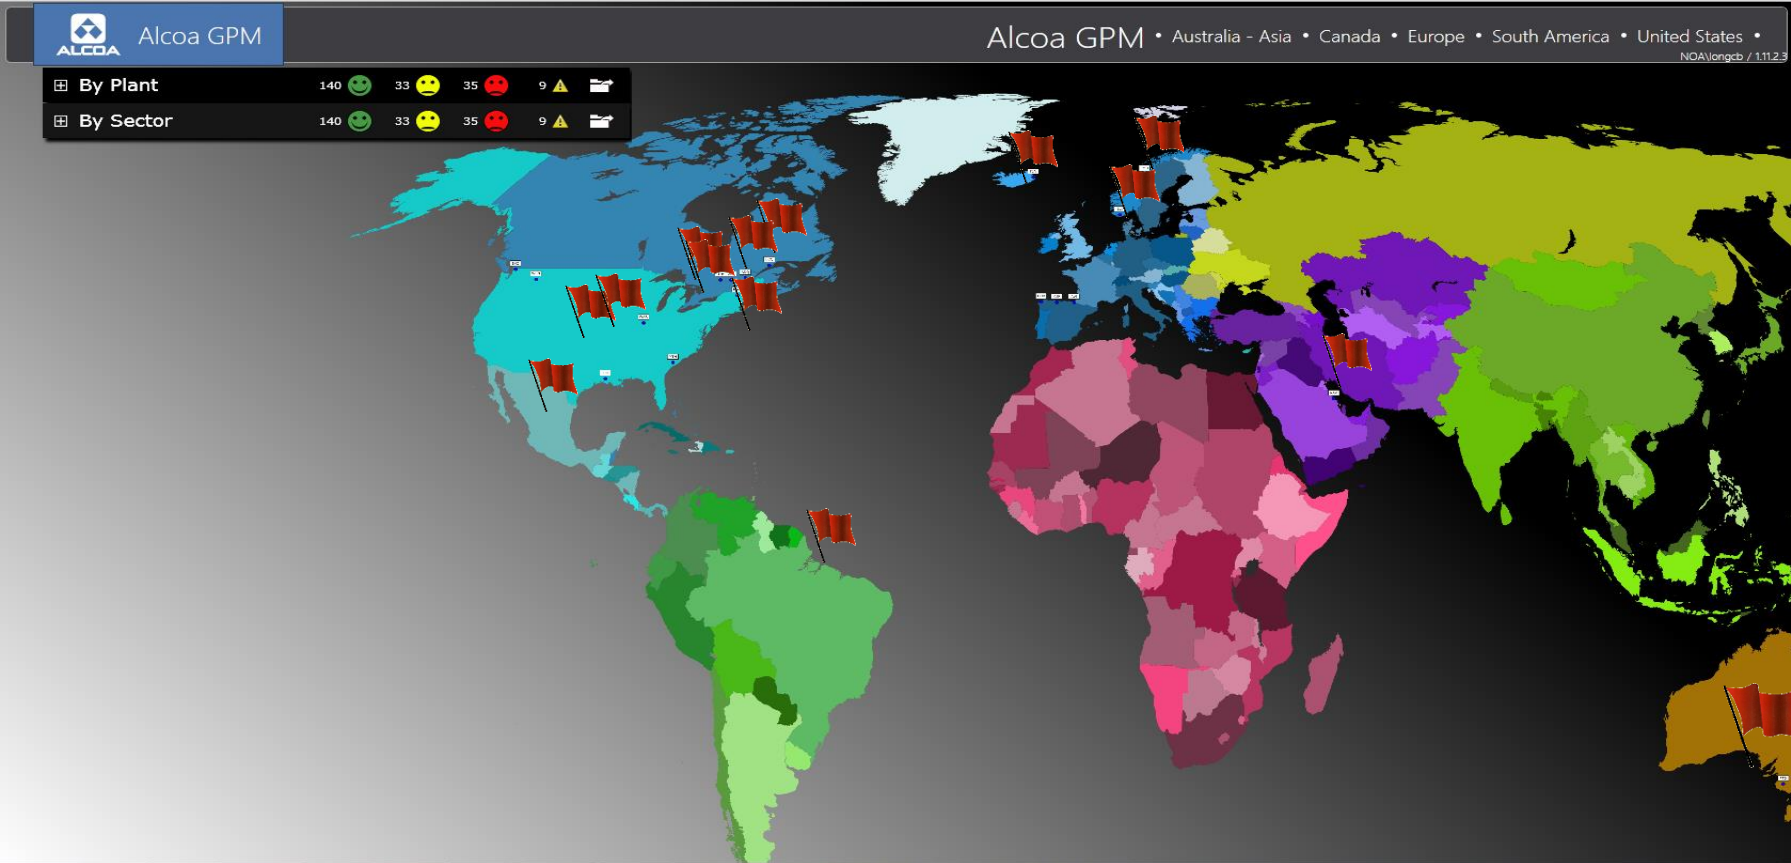 ALCOA
Alcoa GPM
Alcoa GPM • Australia - Asia • Canada • Europe • South America • United States •
NOA\longcb / 1.11.2.3
By Plant 140 33 35 9
By Sector 140 33 35 9